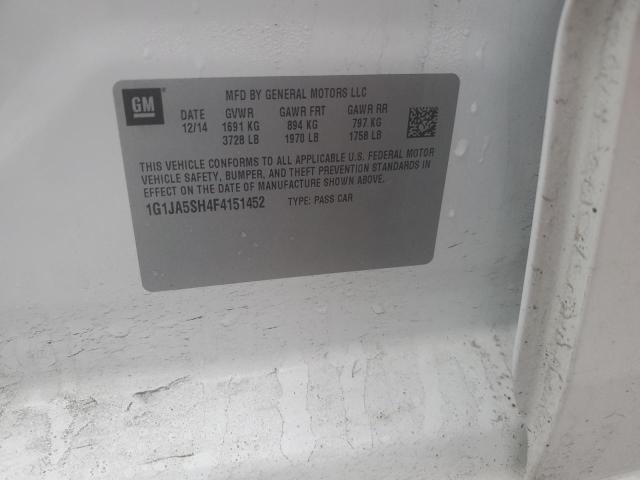 GM
MFD BY GENERAL MOTORS LLC
DATE GVWR GAWR FRT GAWR RR
12/14 1691 KG 894 KG 797 KG
3728 LB 1970 LB 1758 LB
THIS VEHICLE CONFORMS TO ALL APPLICABLE U.S. FEDERAL MOTOR
VEHICLE SAFETY, BUMPER, AND THEFT PREVENTION STANDARDS IN
EFFECT ON THE DATE OF MANUFACTURE SHOWN ABOVE.
1G1JA5SH4F4151452 TYPE: PASS CAR